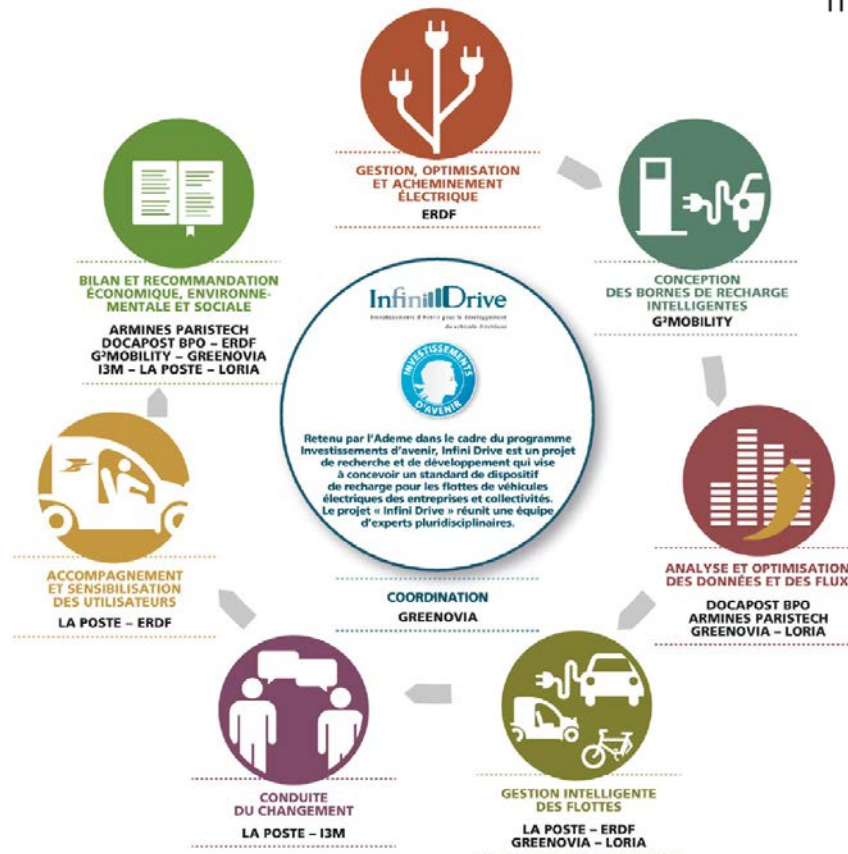 GESTION, OPTIMISATION
ET ACHEMINEMENT
ÉLECTRIQUE
ERDF
CONCEPTION
DES BORNES DE RECHARGE
INTELLIGENTES
G²MOBILITY
ANALYSE ET OPTIMISATION
DES DONNÉES ET DES FLUX
DOCAPOST BPO
ARMINES PARISTECH
GREENOVIA – LORIA
GESTION INTELLIGENTE
DES FLOTTES
LA POSTE – ERDF
GREENOVIA – LORIA
CONDUITE
DU CHANGEMENT
LA POSTE – I3M
ACCOMPAGNEMENT
ET SENSIBILISATION
DES UTILISATEURS
LA POSTE – ERDF
BILAN ET RECOMMANDATION
ÉCONOMIQUE, ENVIRONNE-
MENTALE ET SOCIALE
ARMINES PARISTECH
DOCAPOST BPO – ERDF
G²MOBILITY – GREENOVIA
I3M – LA POSTE – LORIA
Infini Drive
INVESTISSEMENTS
D'AVENIR
Retenu par l'Ademe dans le cadre du programme
Investissements d'avenir, Infini Drive est un projet
de recherche et de développement qui vise
à concevoir un standard de dispositif
de recharge pour les flottes de véhicules
électriques des entreprises et collectivités.
Le projet « Infini Drive » réunit une équipe
d'experts pluridisciplinaires.
COORDINATION
GREENOVIA